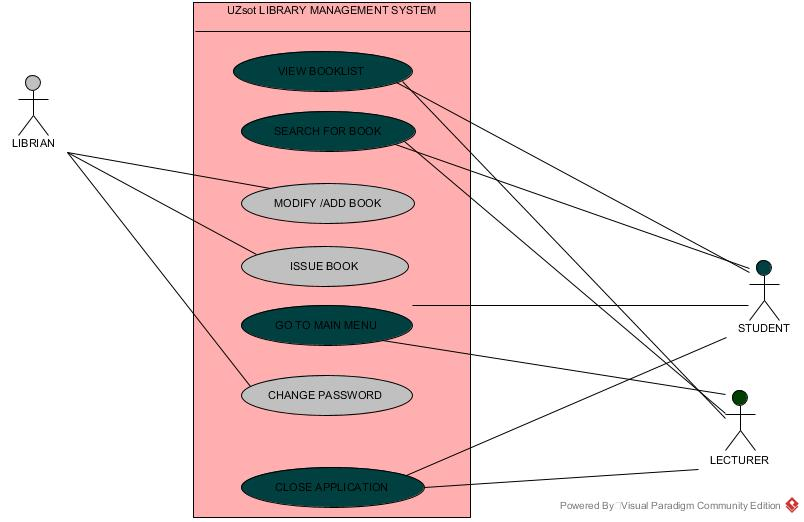 UZsot LIBRARY MANAGEMENT SYSTEM
VIEW BOOKLIST
SEARCH FOR BOOK
LIBRIAN
MODIFY /ADD BOOK
ISSUE BOOK
GO TO MAIN MENU
STUDENT
CHANGE PASSWORD
LECTURER
CLOSE APPLICATION
Powered By Visual Paradigm Community Edition